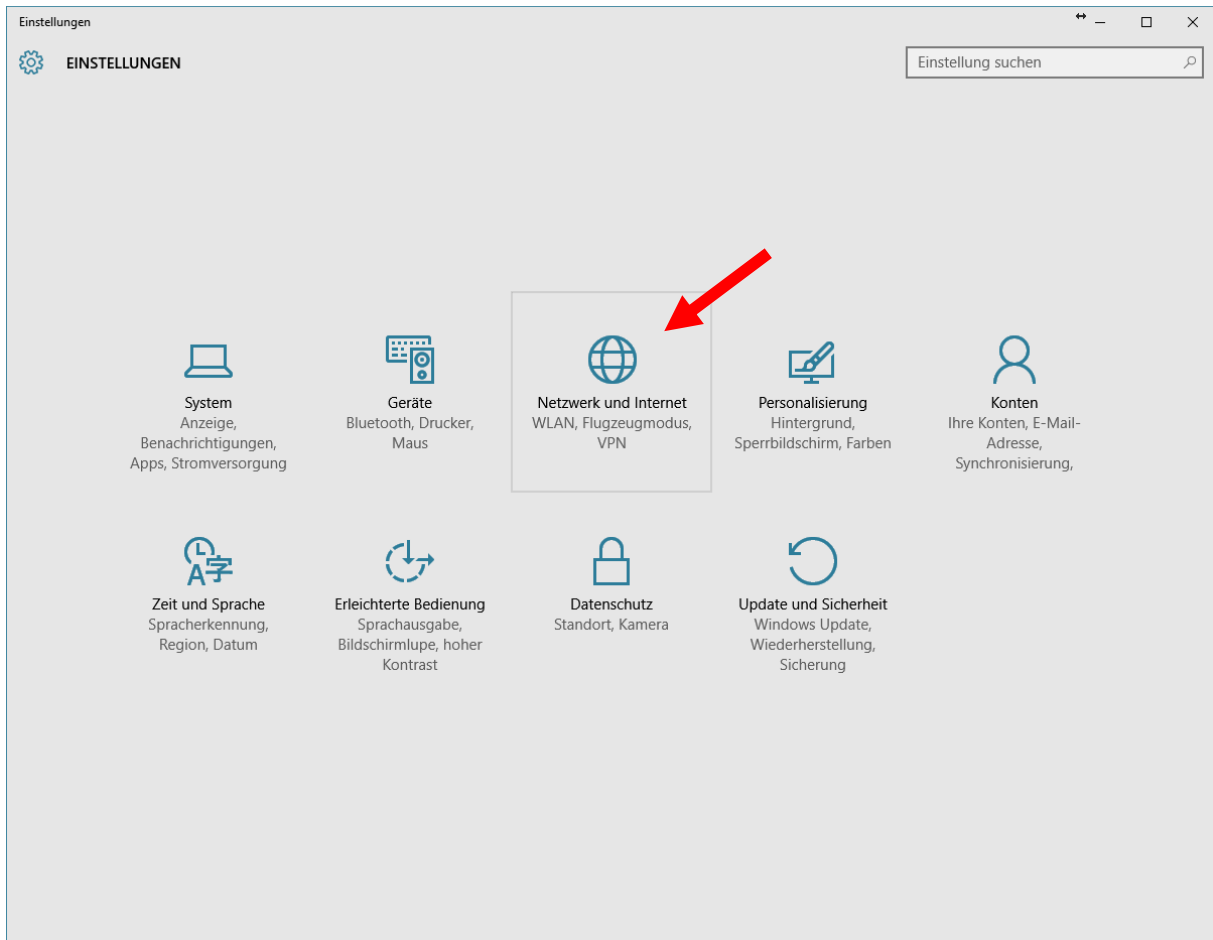 Einstellungen
EINSTELLUNGEN
Einstellung suchen
System
Anzeige,
Benachrichtigungen,
Apps, Stromversorgung
Geräte
Bluetooth, Drucker,
Maus
Netzwerk und Internet
WLAN, Flugzeugmodus,
VPN
Personalisierung
Hintergrund,
Sperrbildschirm, Farben
Konten
Ihre Konten, E-Mail-
Adresse,
Synchronisierung,
Zeit und Sprache
Spracherkennung,
Region, Datum
Erleichterte Bedienung
Sprachausgabe,
Bildschirmlupe, hoher
Kontrast
Datenschutz
Standort, Kamera
Update und Sicherheit
Windows Update,
Wiederherstellung,
Sicherung